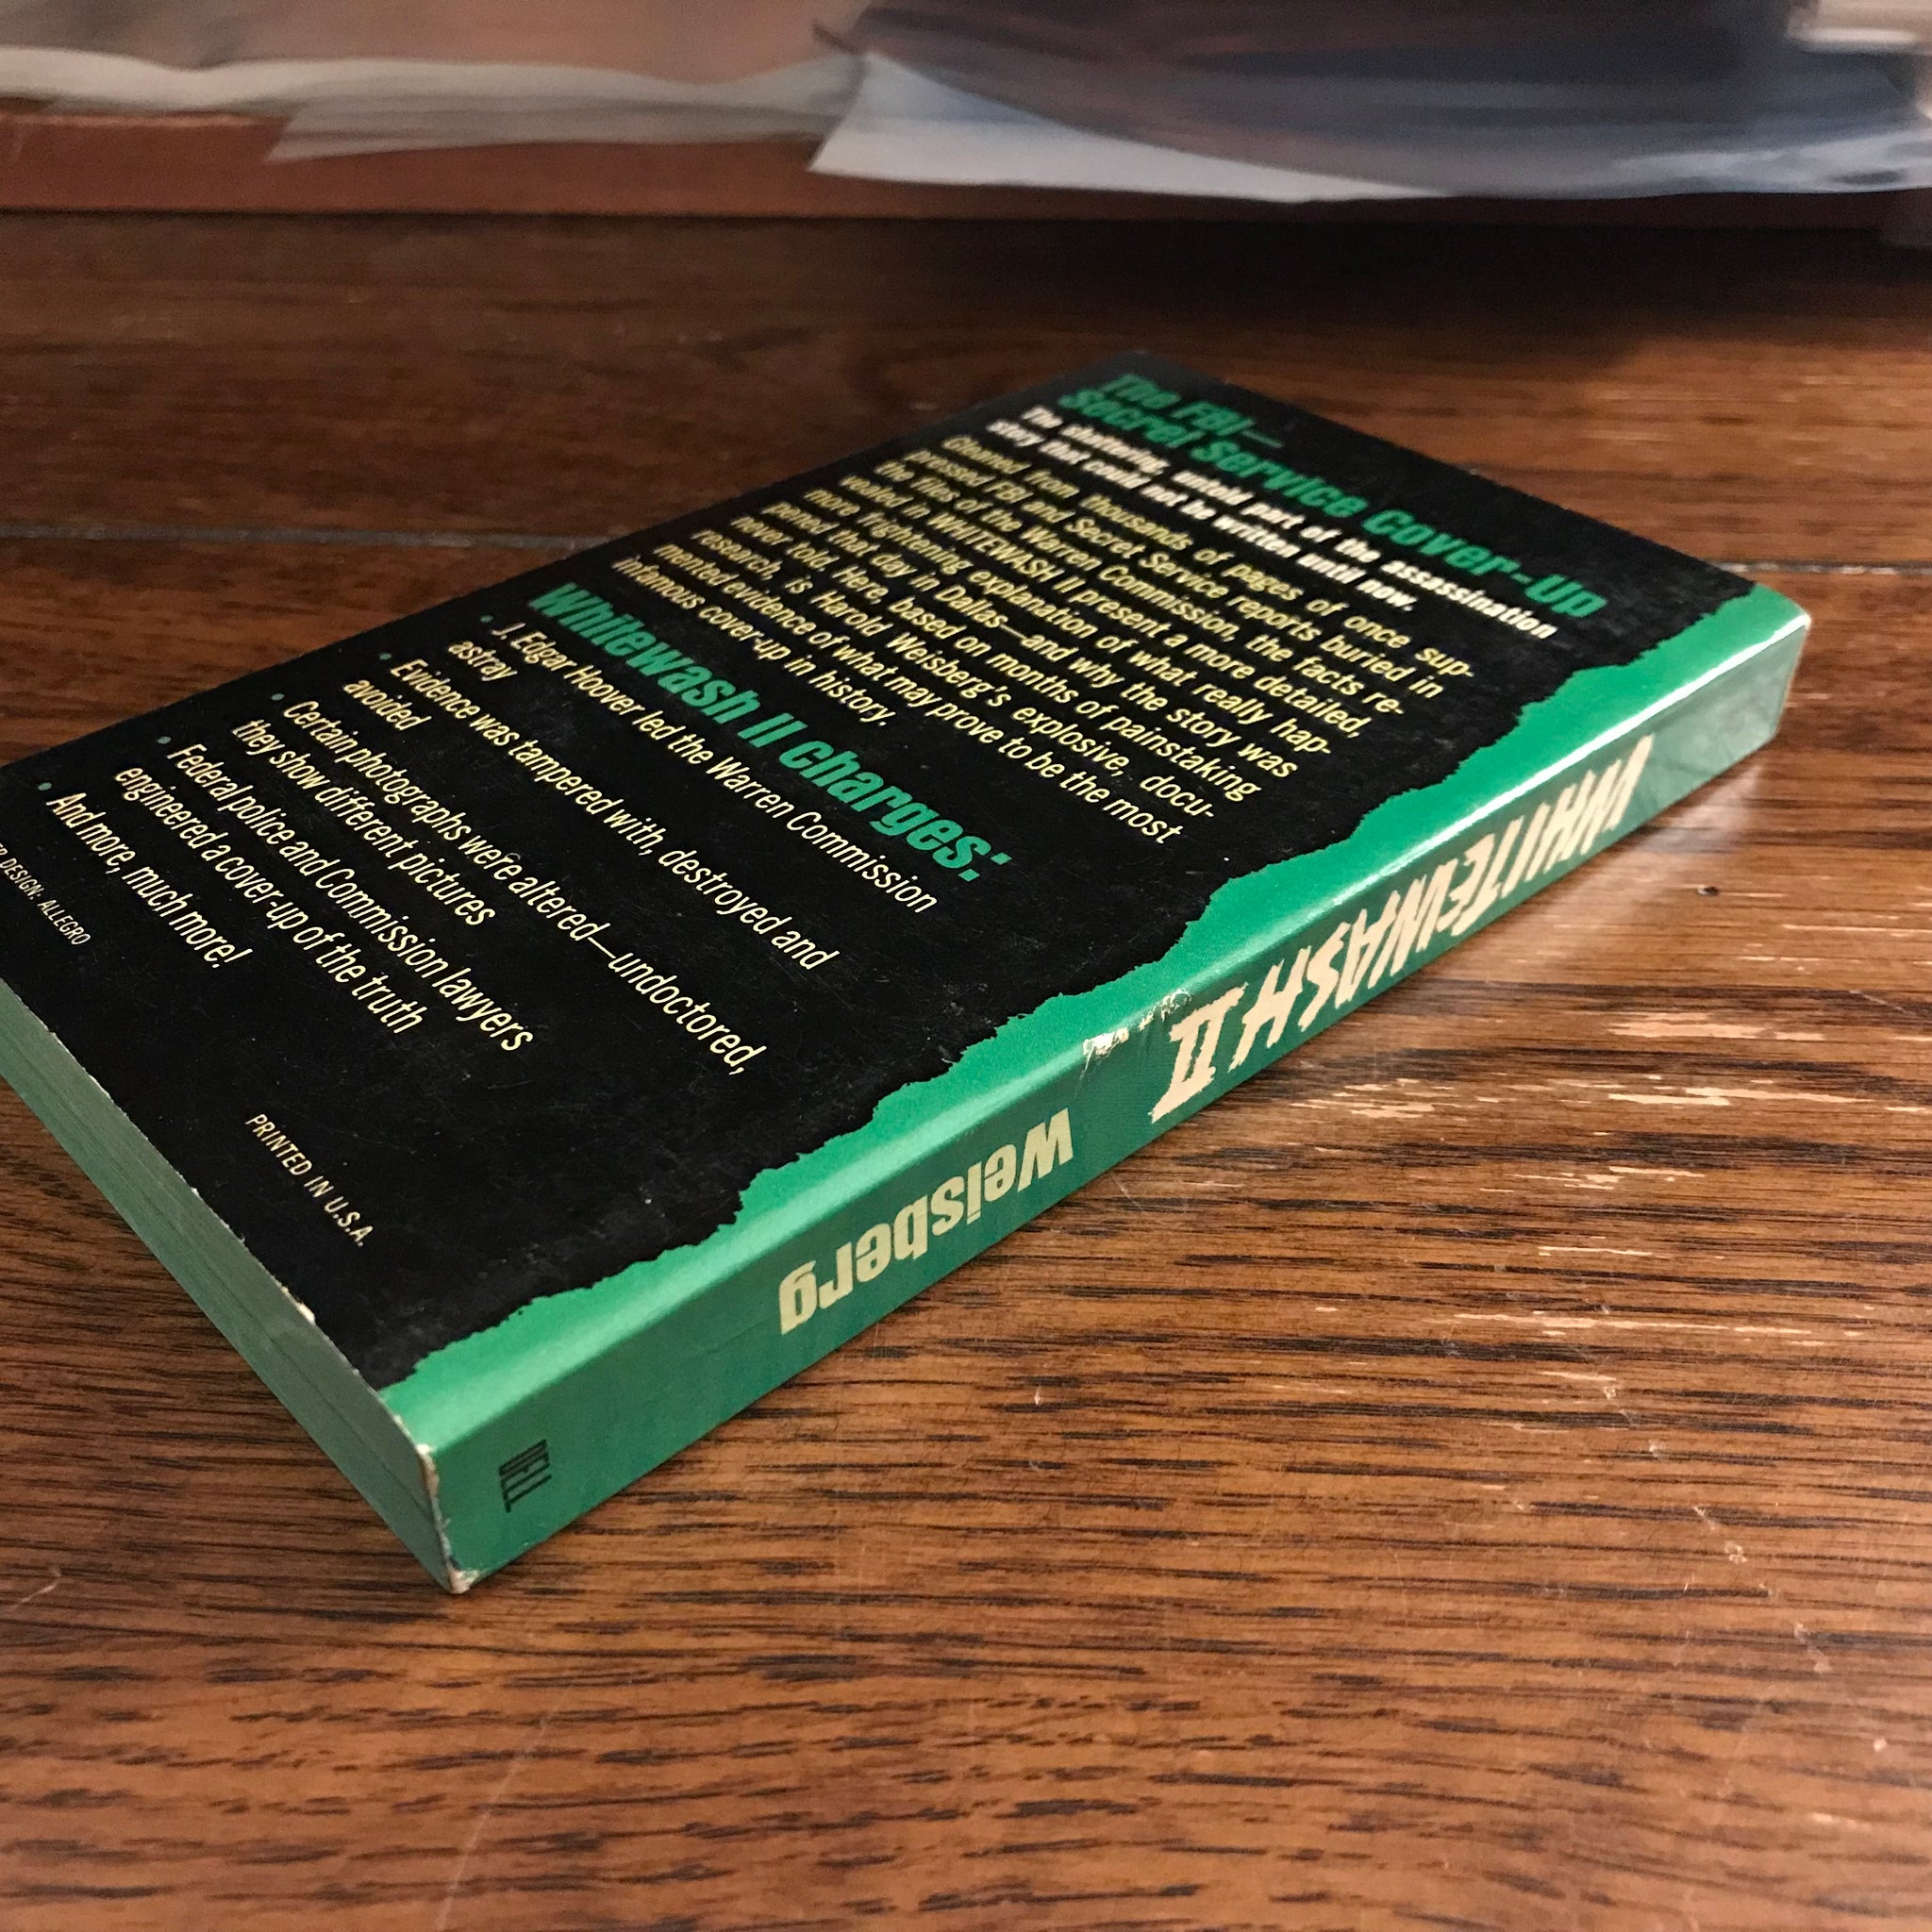 The FBI—
Secret Service Cover-Up
The shattering, untold part of the assassination
story that could not be written until now.
Gleaned from thousands of pages of once sup-
pressed FBI and Secret Service reports buried in
the files of the Warren Commission, the facts re-
vealed in WHITEWASH II present a more detailed,
more frightening explanation of what really hap-
pened that day in Dallas—and why the story was
never told. Here, based on months of painstaking
research, is Harold Weisberg's explosive, docu-
mented evidence of what may prove to be the most
infamous cover-up in history.
Whitewash II charges:
• J. Edgar Hoover led the Warren Commission
astray
• Evidence was tampered with, destroyed and
avoided
• Certain photographs were altered—undoctored,
they show different pictures
• Federal police and Commission lawyers
engineered a cover-up of the truth
• And more, much more!
DESIGN: ALLEGRO
PRINTED IN U.S.A.
WHITEWASH II
Weisberg
DELL